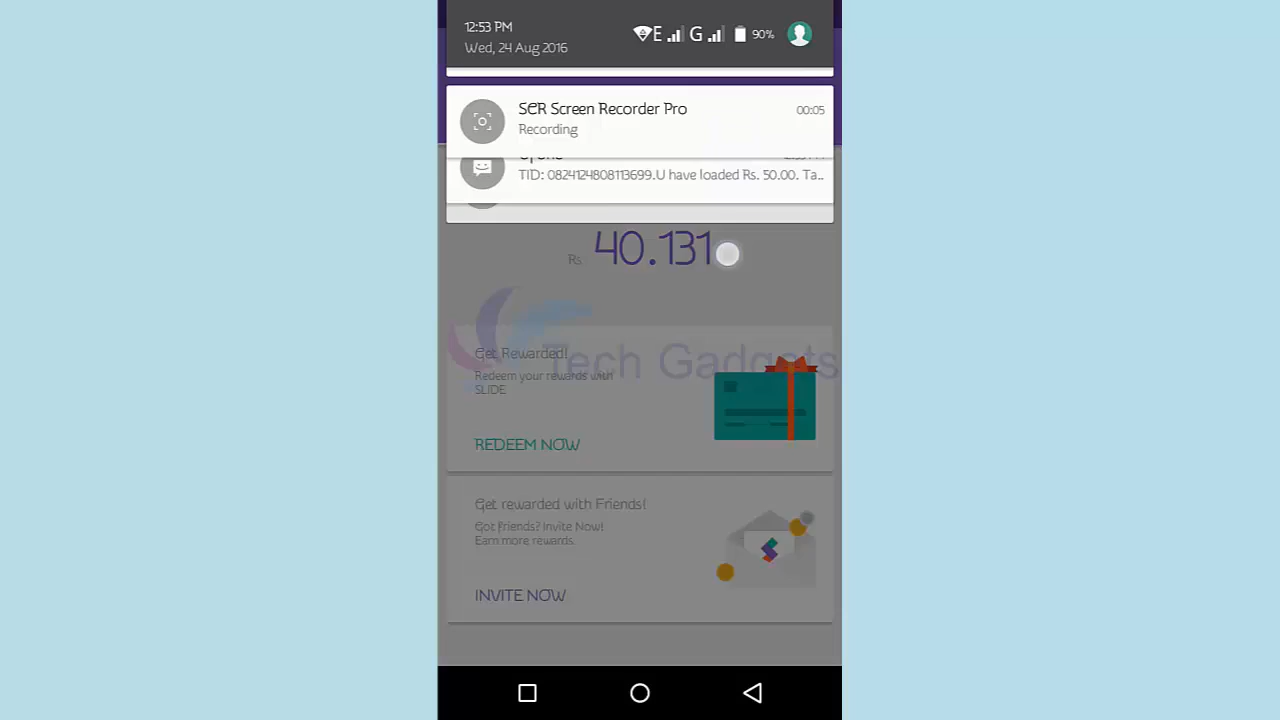 12:53 PM
Wed, 24 Aug 2016
E G 90%
SCR Screen Recorder Pro
00:05
Recording
TID: 0824124808113699.U have loaded Rs. 50.00. Ta..
Rs. 40.131
Tech Gadgets
Get Rewarded!
Redeem your rewards with
SLIDE
REDEEM NOW
Get rewarded with Friends!
Got friends? Invite Now!
Earn more rewards.
INVITE NOW